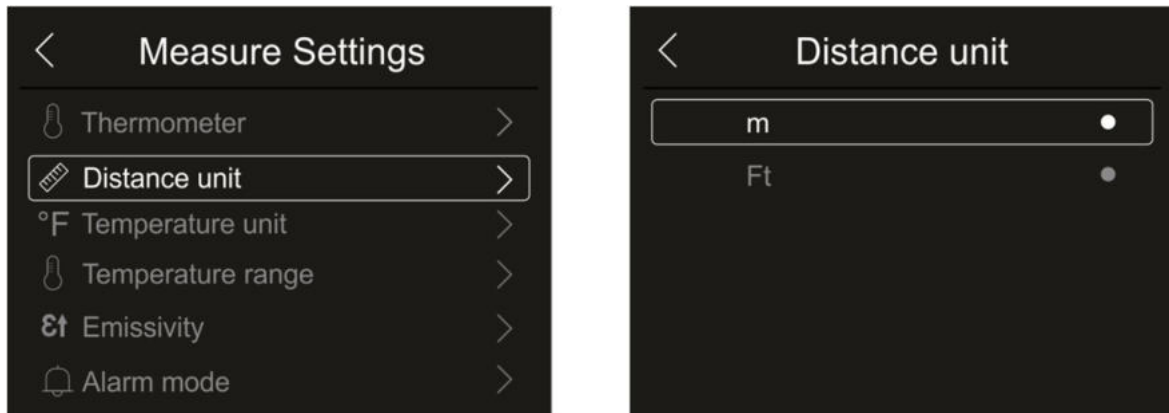 Measure Settings
Thermometer
Distance unit
°F Temperature unit
Temperature range
Ɛ↑ Emissivity
Alarm mode
Distance unit
m
Ft